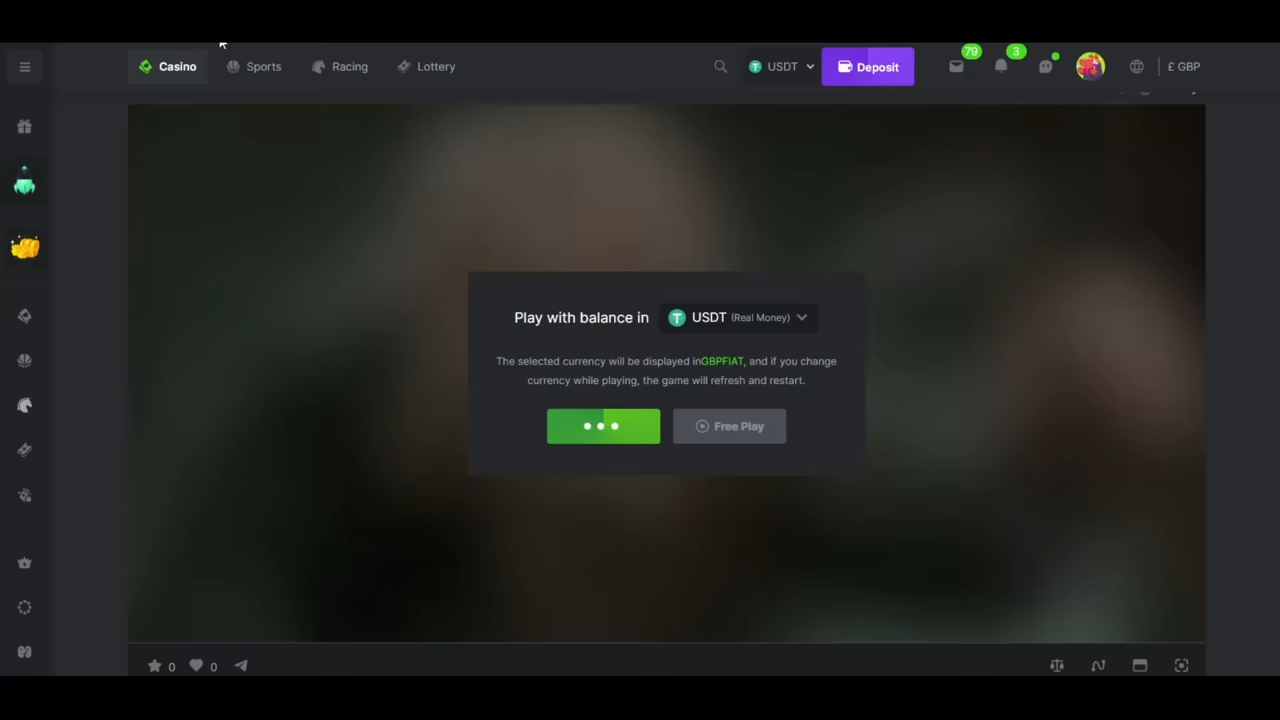 Casino
Sports
Racing
Lottery
USDT
Deposit
79
3
£ GBP
Play with balance in
USDT (Real Money)
The selected currency will be displayed inGBPFIAT, and if you change
currency while playing, the game will refresh and restart.
Free Play
0
0